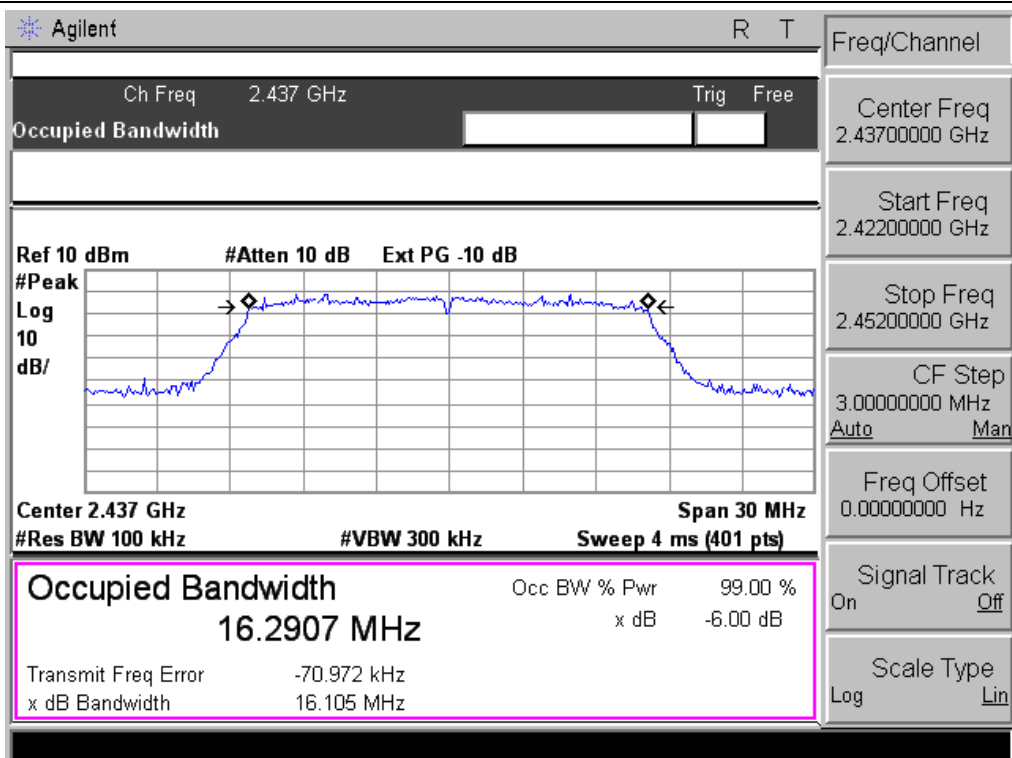 Agilent R T
Ch Freq 2.437 GHz Trig Free
Occupied Bandwidth
Ref 10 dBm #Atten 10 dB Ext PG -10 dB
#Peak
Log
10
dB/
Center 2.437 GHz Span 30 MHz
#Res BW 100 kHz #VBW 300 kHz Sweep 4 ms (401 pts)
Occupied Bandwidth Occ BW % Pwr 99.00 %
16.2907 MHz x dB -6.00 dB
Transmit Freq Error -70.972 kHz
x dB Bandwidth 16.105 MHz
Freq/Channel
Center Freq
2.43700000 GHz
Start Freq
2.42200000 GHz
Stop Freq
2.45200000 GHz
CF Step
3.00000000 MHz
Auto Man
Freq Offset
0.00000000 Hz
Signal Track
On Off
Scale Type
Log Lin